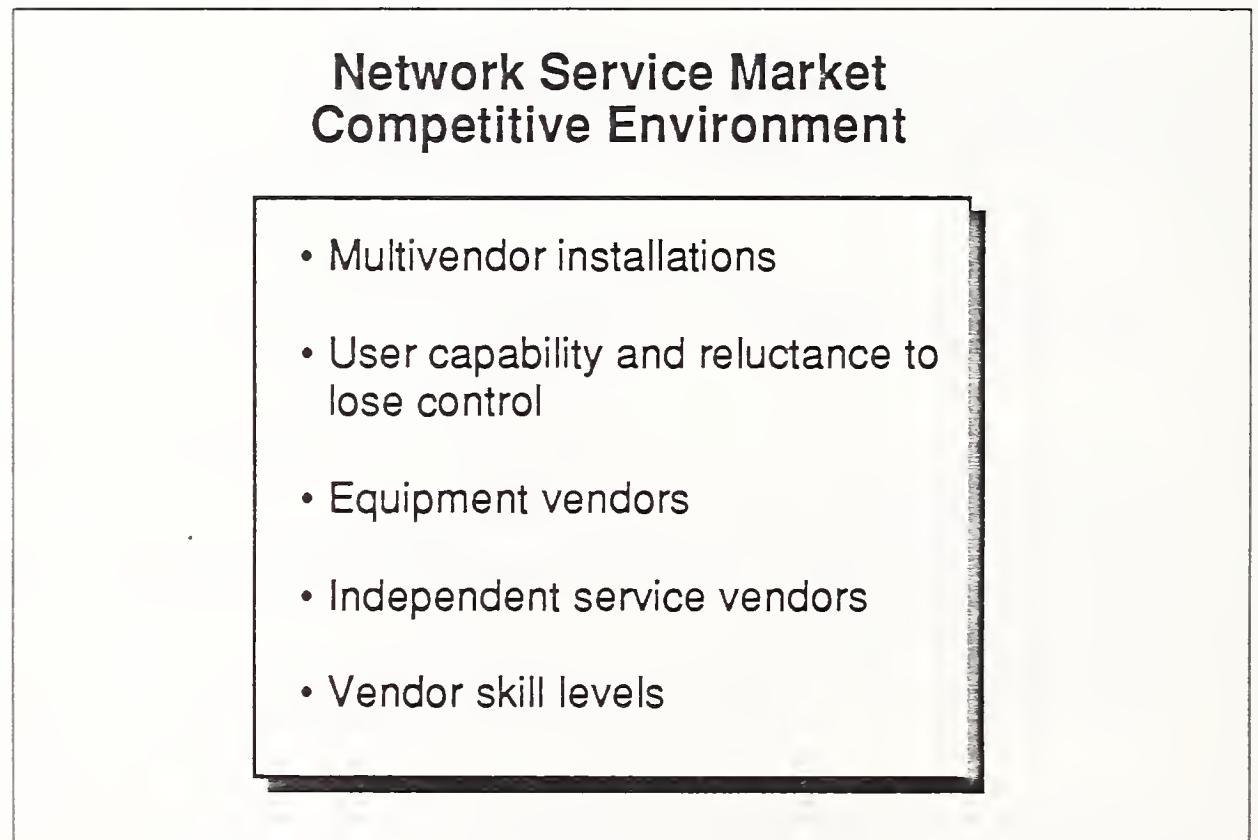 Network Service Market
Competitive Environment
• Multivendor installations
• User capability and reluctance to
lose control
• Equipment vendors
• Independent service vendors
• Vendor skill levels